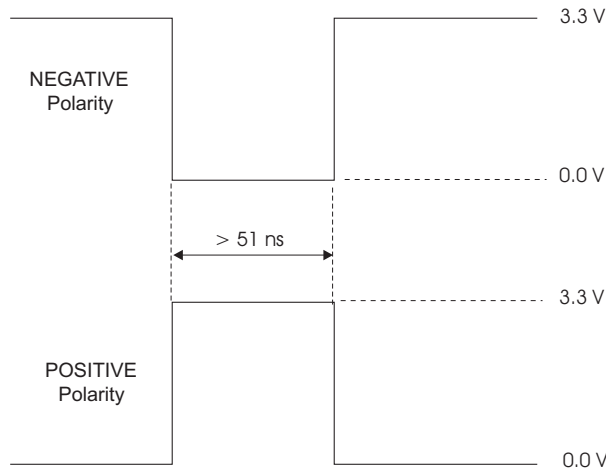 3.3 V
NEGATIVE
Polarity
0.0 V
> 51 ns
3.3 V
POSITIVE
Polarity
0.0 V